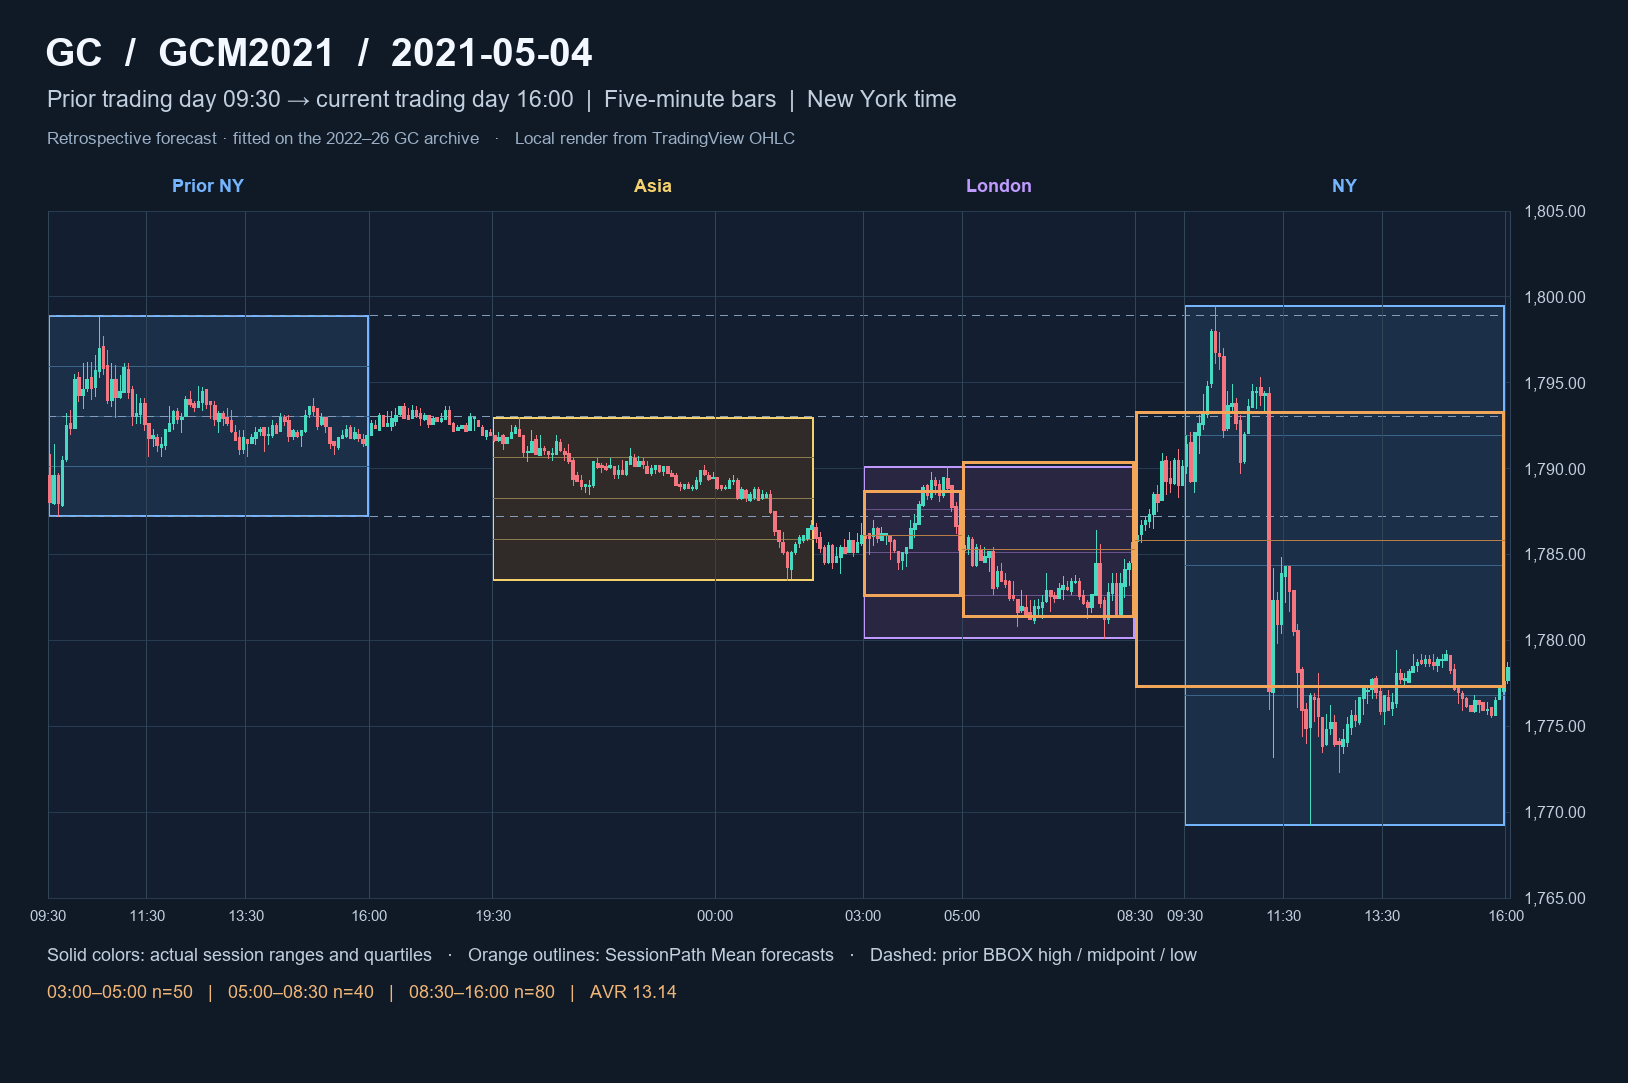 GC / GCM2021 / 2021-05-04
Prior trading day 09:30 → current trading day 16:00 | Five-minute bars | New York time
Retrospective forecast · fitted on the 2022–26 GC archive · Local render from TradingView OHLC
Prior NY Asia London NY
1,805.00
1,800.00
1,795.00
1,790.00
1,785.00
1,780.00
1,775.00
1,770.00
1,765.00
09:30 11:30 13:30 16:00 19:30 00:00 03:00 05:00 08:30 09:30 11:30 13:30 16:00
Solid colors: actual session ranges and quartiles · Orange outlines: SessionPath Mean forecasts · Dashed: prior BBOX high / midpoint / low
03:00–05:00 n=50 | 05:00–08:30 n=40 | 08:30–16:00 n=80 | AVR 13.14